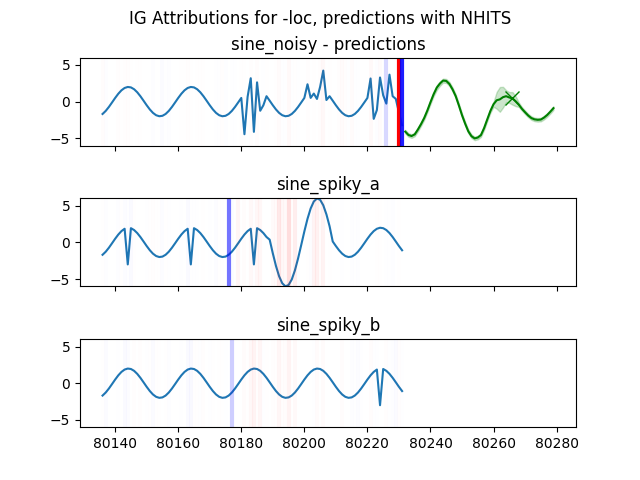 IG Attributions for -loc, predictions with NHITS
sine_noisy - predictions
5
0
−5
sine_spiky_a
5
0
−5
sine_spiky_b
5
0
−5
80140 80160 80180 80200 80220 80240 80260 80280